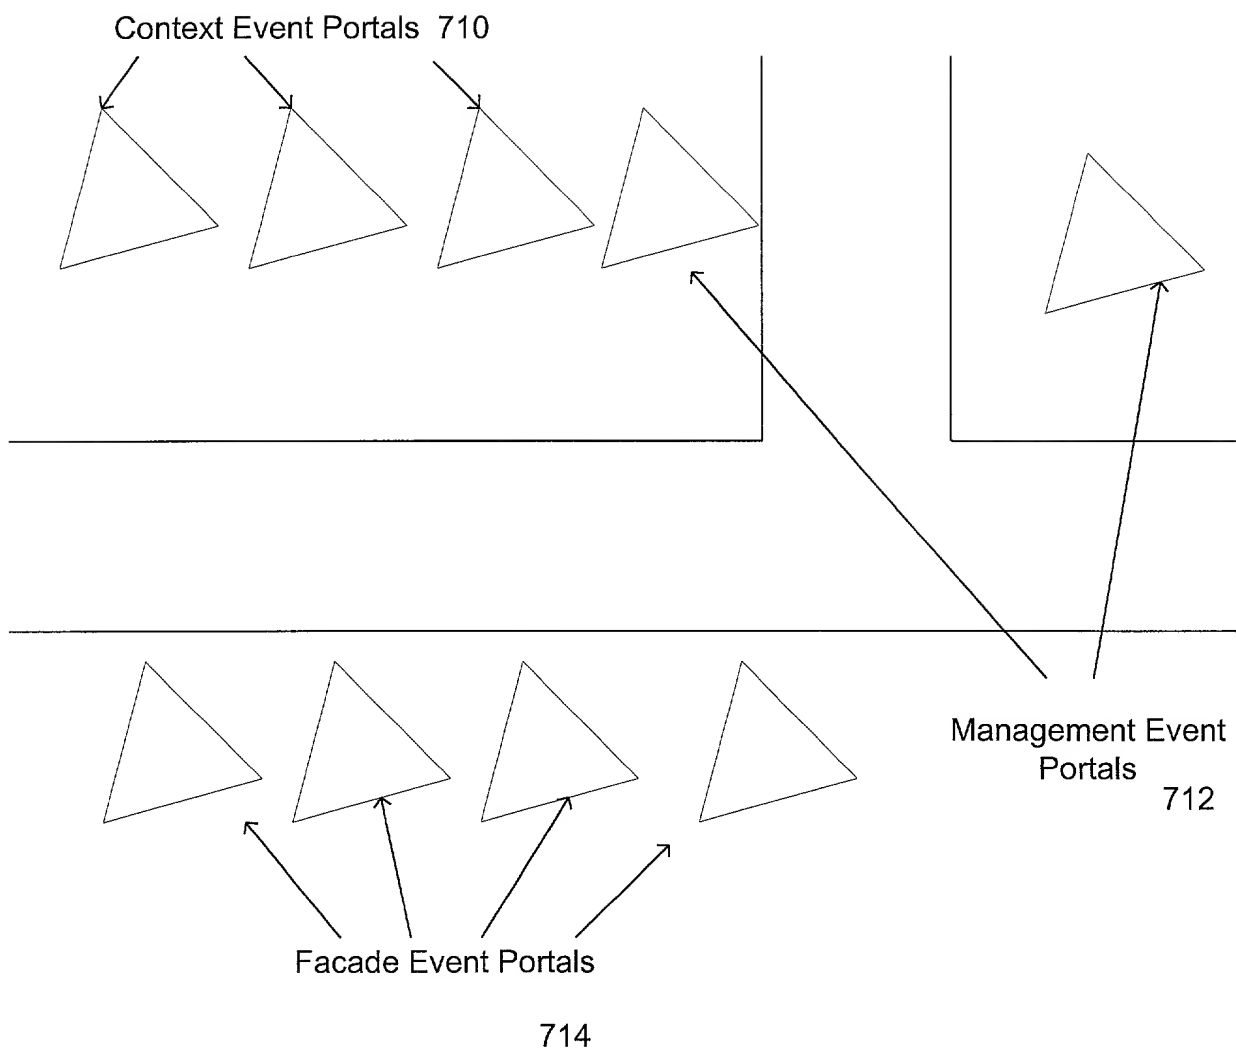 Context Event Portals 710
Management Event
Portals
712
Facade Event Portals
714